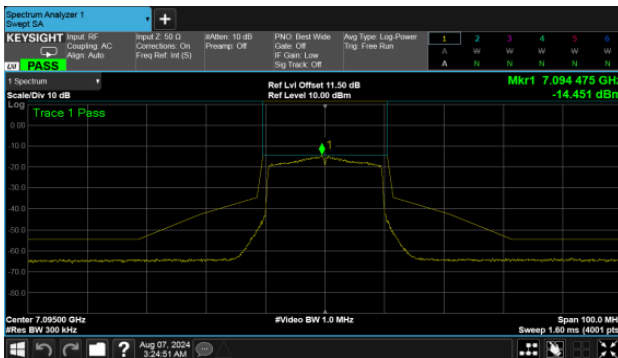 Spectrum Analyzer 1
Swept SA
+
KEYSIGHT
LXI PASS
Input: RF
Coupling: AC
Align: Auto
Input Z: 50 Ω
Corrections: On
Freq Ref: Int (S)
#Atten: 10 dB
Preamp: Off
PNO: Best Wide
Gate: Off
IF Gain: Low
Sig Track: Off
Avg Type: Log-Power
Trig: Free Run
1 2 3 4 5 6
A W W W W W
A N N N N N
1 Spectrum
Scale/Div 10 dB
Ref Lvl Offset 11.50 dB
Ref Level 10.00 dBm
Mkr1 7.094 475 GHz
-14.451 dBm
Log
Trace 1 Pass
0.00
-10.0
1
-20.0
-30.0
-40.0
-50.0
-60.0
-70.0
-80.0
Center 7.09500 GHz
#Res BW 300 kHz
#Video BW 1.0 MHz
Span 100.0 MHz
Sweep 1.60 ms (4001 pts)
?
Aug 07, 2024
3:24:51 AM